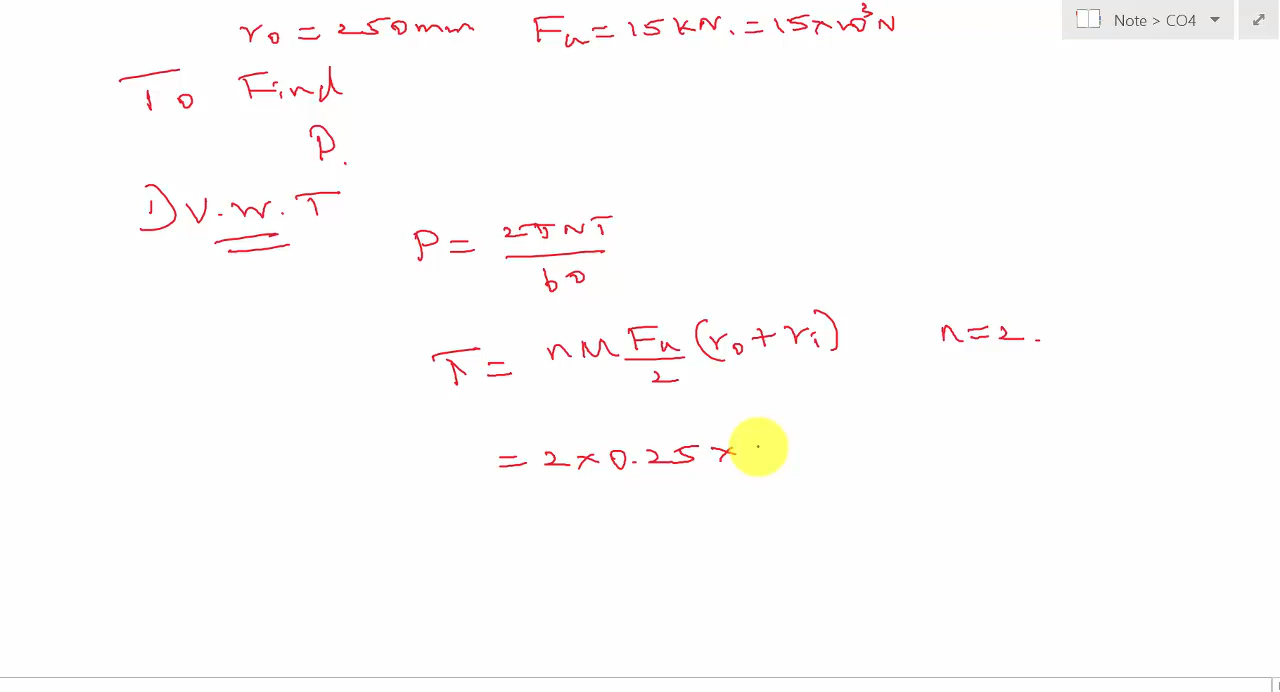 Note > CO4
r₀ = 250mm Fₐ = 15 KN. = 15×10³ N
To Find
P.
D V.W.T
P = 2πNT / 60
T = nμ Fₐ/2 (r₀ + rᵢ) n = 2.
= 2 × 0.25 ×